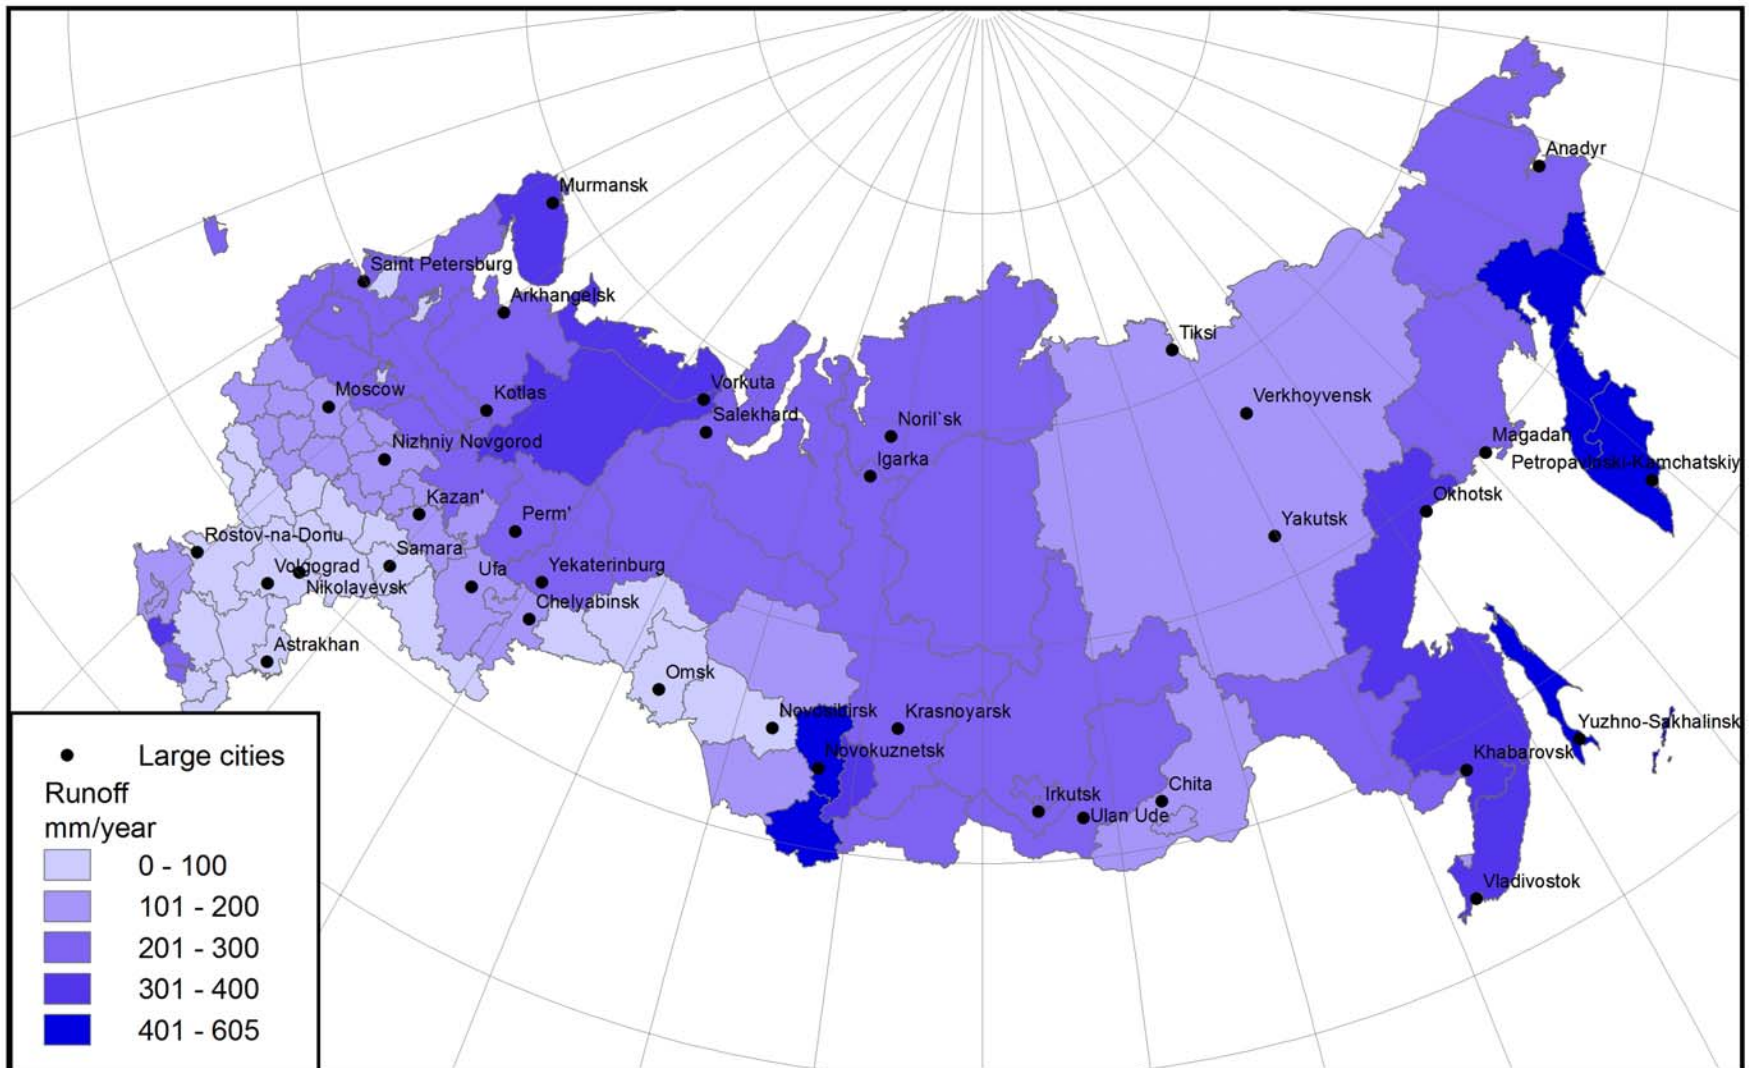 Anadyr
Murmansk
Saint Petersburg
Arkhangelsk
Tiksi
Moscow
Kotlas
Vorkuta
Salekhard
Verkhoyvensk
Noril`sk
Nizhniy Novgorod
Igarka
Magadan
Petropavlnski-Kamchatskiy
Kazan'
Okhotsk
Perm'
Yakutsk
Rostov-na-Donu
Samara
Volgograd
Ufa
Yekaterinburg
Nikolayevsk
Chelyabinsk
Astrakhan
Omsk
Novosibirsk
Krasnoyarsk
Yuzhno-Sakhalinsk
Novokuznetsk
Khabarovsk
Irkutsk
Chita
Ulan Ude
Vladivostok
Large cities
Runoff
mm/year
0 - 100
101 - 200
201 - 300
301 - 400
401 - 605